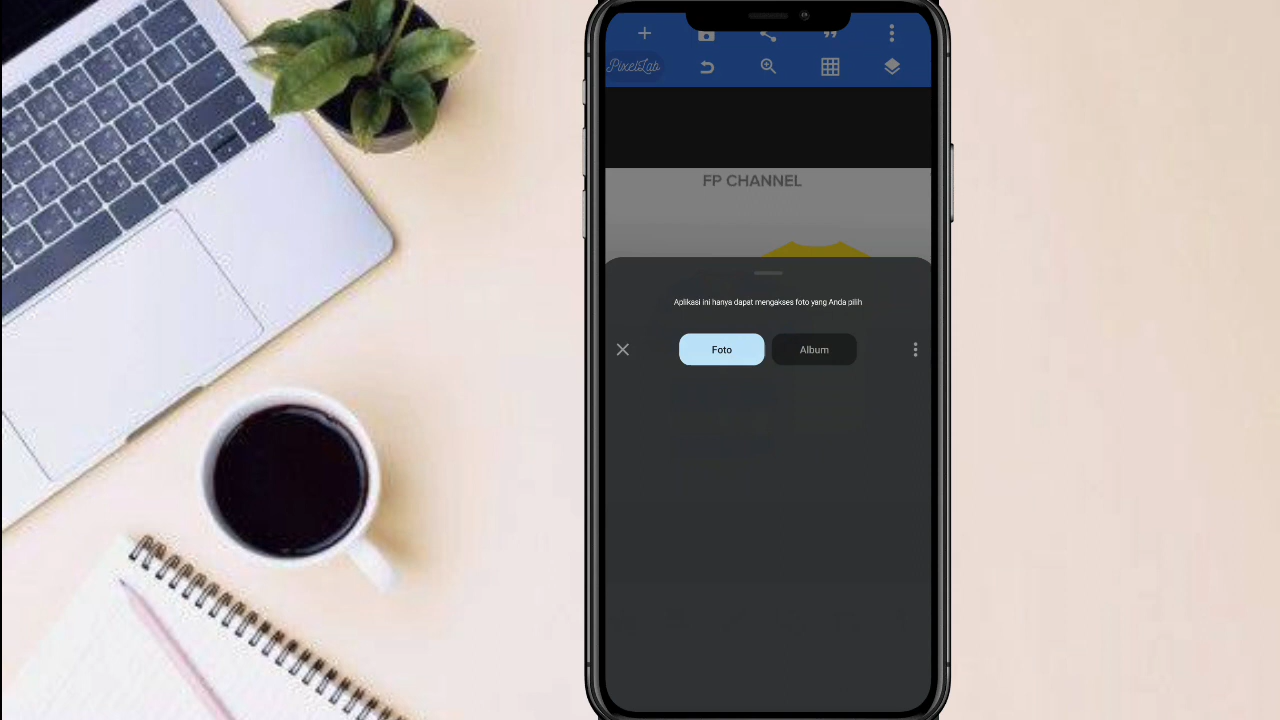 PixelLab
FP CHANNEL
Aplikasi ini hanya dapat mengakses foto yang Anda pilih
Foto
Album